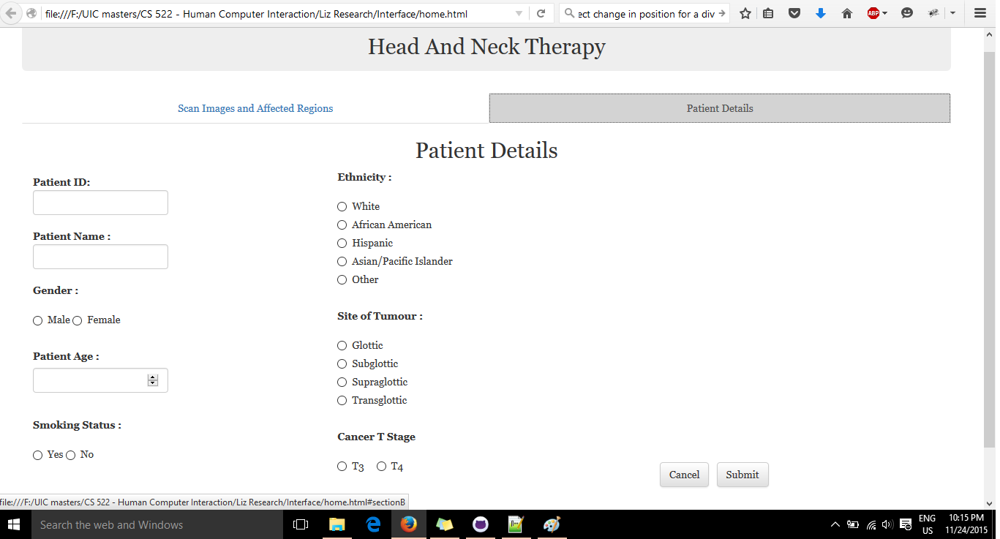 file:///F:/UIC masters/CS 522 - Human Computer Interaction/Liz Research/Interface/home.html
ect change in position for a div
ABP
Head And Neck Therapy
Scan Images and Affected Regions
Patient Details
Patient Details
Patient ID:
Patient Name :
Gender :
Male Female
Patient Age :
Smoking Status :
Yes No
Ethnicity :
White
African American
Hispanic
Asian/Pacific Islander
Other
Site of Tumour :
Glottic
Subglottic
Supraglottic
Transglottic
Cancer T Stage
T3 T4
Cancel Submit
file:///F:/UIC masters/CS 522 - Human Computer Interaction/Liz Research/Interface/home.html#sectionB
Search the web and Windows
ENG
US
10:15 PM
11/24/2015